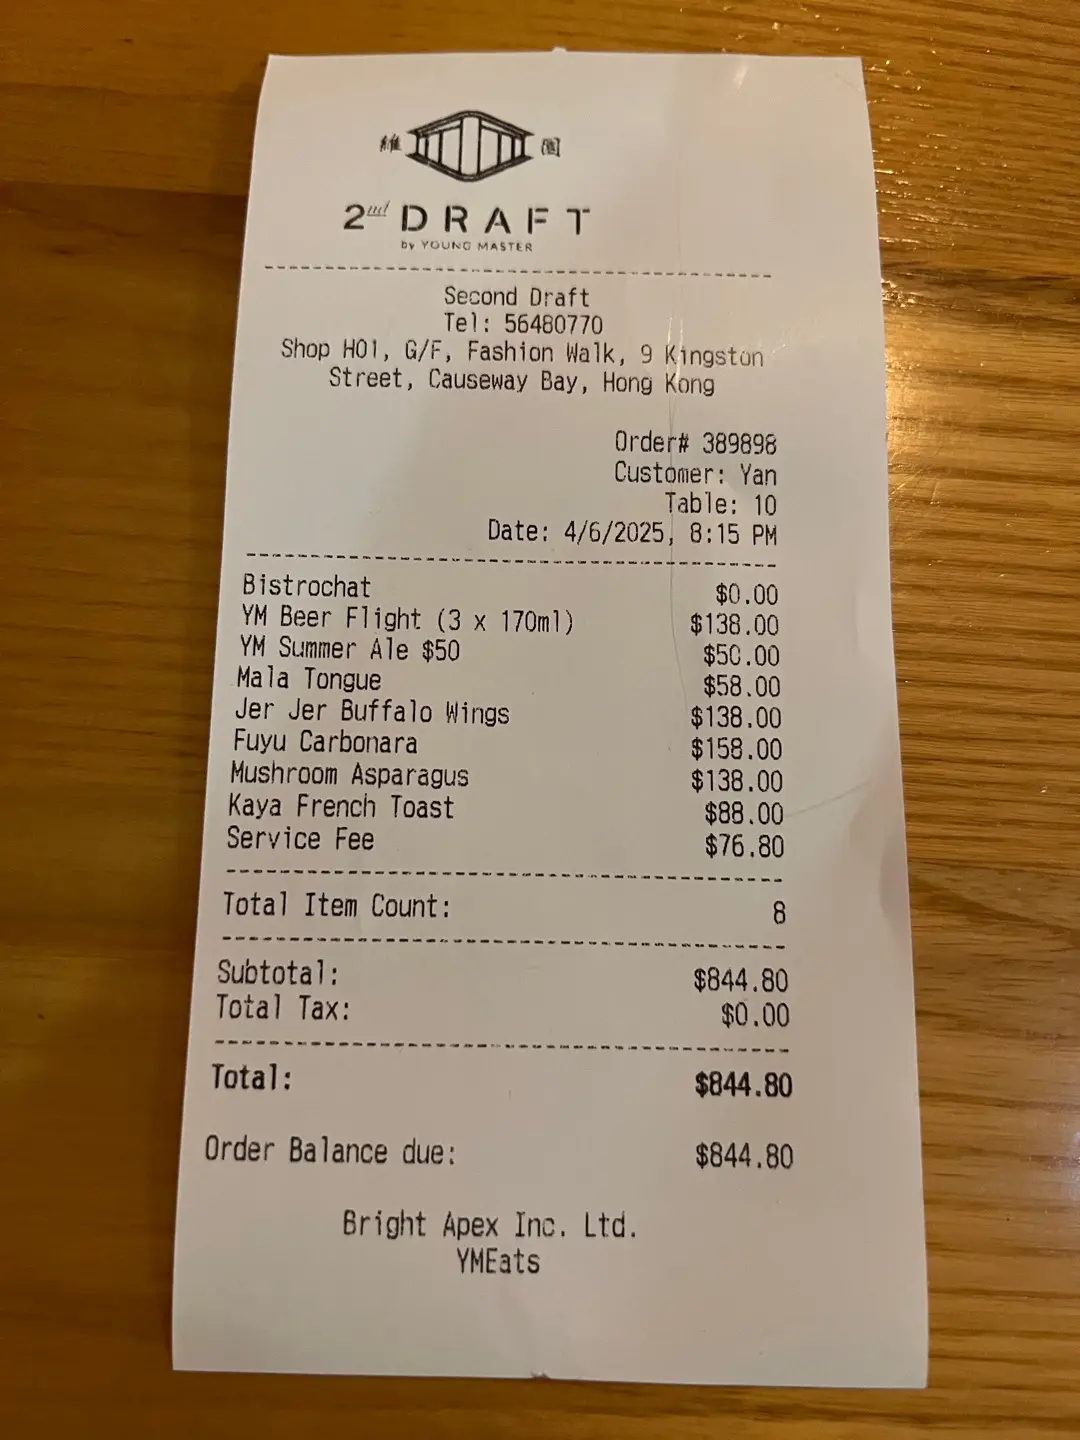 維園
2nd DRAFT
by YOUNG MASTER
Second Draft
Tel: 56480770
Shop H01, G/F, Fashion Walk, 9 Kingston
Street, Causeway Bay, Hong Kong
Order# 389898
Customer: Yan
Table: 10
Date: 4/6/2025, 8:15 PM
Bistrochat $0.00
YM Beer Flight (3 x 170ml) $138.00
YM Summer Ale $50 $50.00
Mala Tongue $58.00
Jer Jer Buffalo Wings $138.00
Fuyu Carbonara $158.00
Mushroom Asparagus $138.00
Kaya French Toast $88.00
Service Fee $76.80
Total Item Count: 8
Subtotal: $844.80
Total Tax: $0.00
Total: $844.80
Order Balance due: $844.80
Bright Apex Inc. Ltd.
YMEats